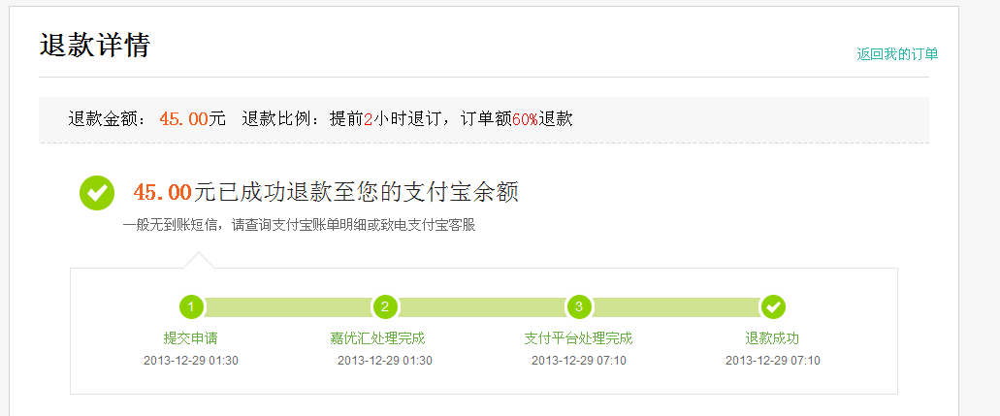 退款详情
返回我的订单
退款金额： 45.00元 退款比例：提前2小时退订，订单额60%退款
45.00元已成功退款至您的支付宝余额
一般无到账短信，请查询支付宝账单明细或致电支付宝客服
1 2 3
提交申请 嘉优汇处理完成 支付平台处理完成 退款成功
2013-12-29 01:30 2013-12-29 01:30 2013-12-29 07:10 2013-12-29 07:10